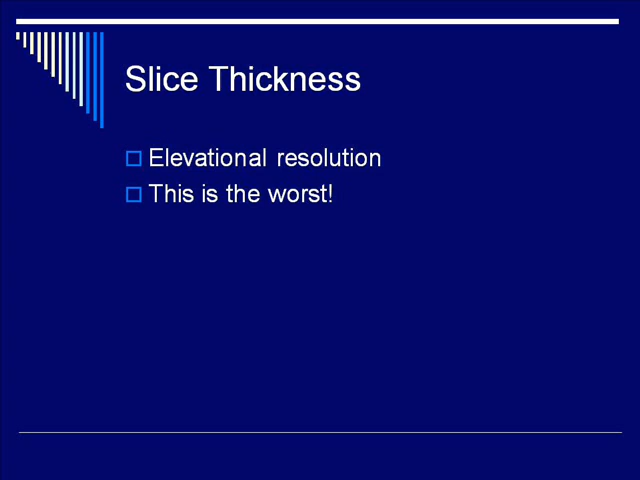 Slice Thickness
Elevational resolution
This is the worst!